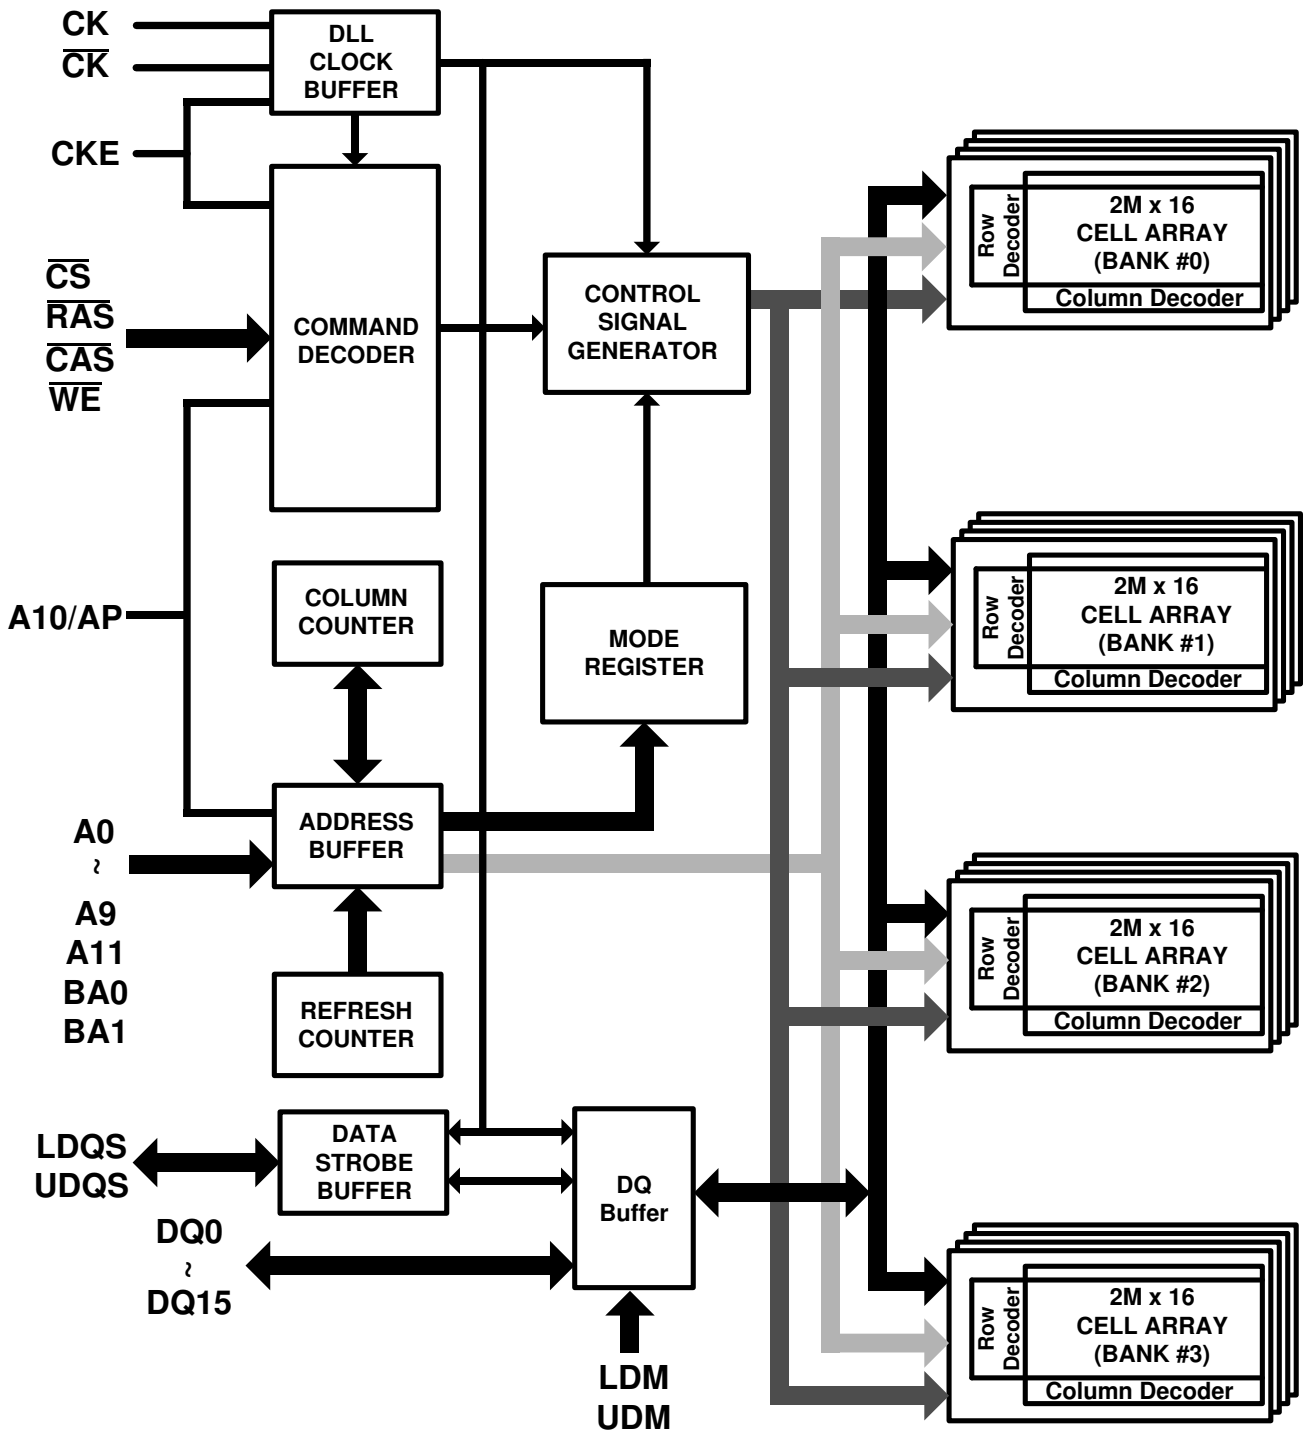 CK
CK
CKE
CS
RAS
CAS
WE
A10/AP
A0
~
A9
A11
BA0
BA1
LDQS
UDQS
DQ0
~
DQ15
DLL
CLOCK
BUFFER
COMMAND
DECODER
COLUMN
COUNTER
ADDRESS
BUFFER
REFRESH
COUNTER
DATA
STROBE
BUFFER
CONTROL
SIGNAL
GENERATOR
MODE
REGISTER
DQ
Buffer
LDM
UDM
Row
Decoder
2M x 16
CELL ARRAY
(BANK #0)
Column Decoder
Row
Decoder
2M x 16
CELL ARRAY
(BANK #1)
Column Decoder
Row
Decoder
2M x 16
CELL ARRAY
(BANK #2)
Column Decoder
Row
Decoder
2M x 16
CELL ARRAY
(BANK #3)
Column Decoder